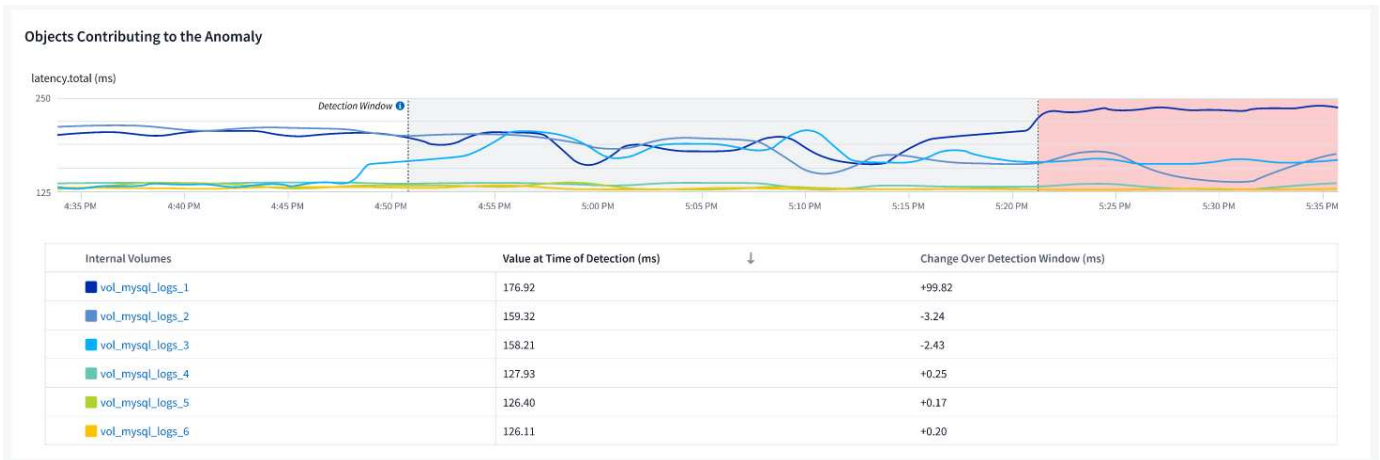 Objects Contributing to the Anomaly
latency.total (ms)
250
Detection Window
125
4:35 PM 4:40 PM 4:45 PM 4:50 PM 4:55 PM 5:00 PM 5:05 PM 5:10 PM 5:15 PM 5:20 PM 5:25 PM 5:30 PM 5:35 PM
Internal Volumes Value at Time of Detection (ms) ↓ Change Over Detection Window (ms)
vol_mysql_logs_1 176.92 +99.82
vol_mysql_logs_2 159.32 -3.24
vol_mysql_logs_3 158.21 -2.43
vol_mysql_logs_4 127.93 +0.25
vol_mysql_logs_5 126.40 +0.17
vol_mysql_logs_6 126.11 +0.20